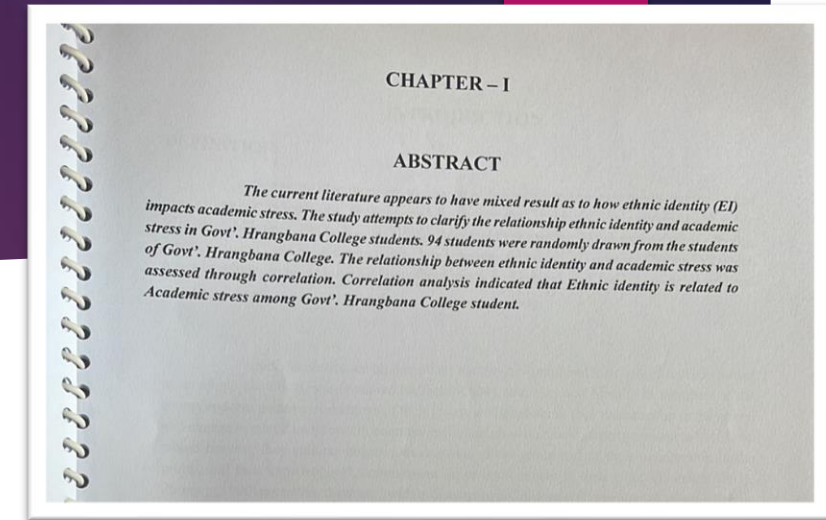 CHAPTER – I
ABSTRACT
The current literature appears to have mixed result as to how ethnic identity (EI)
impacts academic stress. The study attempts to clarify the relationship ethnic identity and academic
stress in Govt’. Hrangbana College students. 94 students were randomly drawn from the students
of Govt’. Hrangbana College. The relationship between ethnic identity and academic stress was
assessed through correlation. Correlation analysis indicated that Ethnic identity is related to
Academic stress among Govt’. Hrangbana College student.